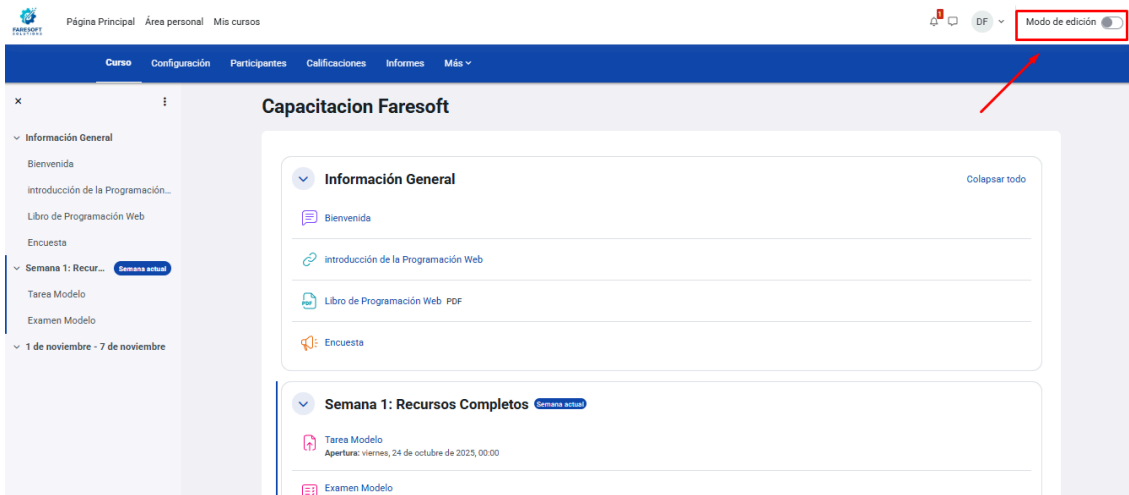 FARESOFT
SOLUTIONS
Página Principal Área personal Mis cursos
1
DF
Modo de edición
Curso Configuración Participantes Calificaciones Informes Más
Información General
Bienvenida
introducción de la Programación...
Libro de Programación Web
Encuesta
Semana 1: Recur... Semana actual
Tarea Modelo
Examen Modelo
1 de noviembre - 7 de noviembre
Capacitacion Faresoft
Información General
Colapsar todo
Bienvenida
introducción de la Programación Web
PDF Libro de Programación Web PDF
Encuesta
Semana 1: Recursos Completos Semana actual
Tarea Modelo
Apertura: viernes, 24 de octubre de 2025, 00:00
Examen Modelo